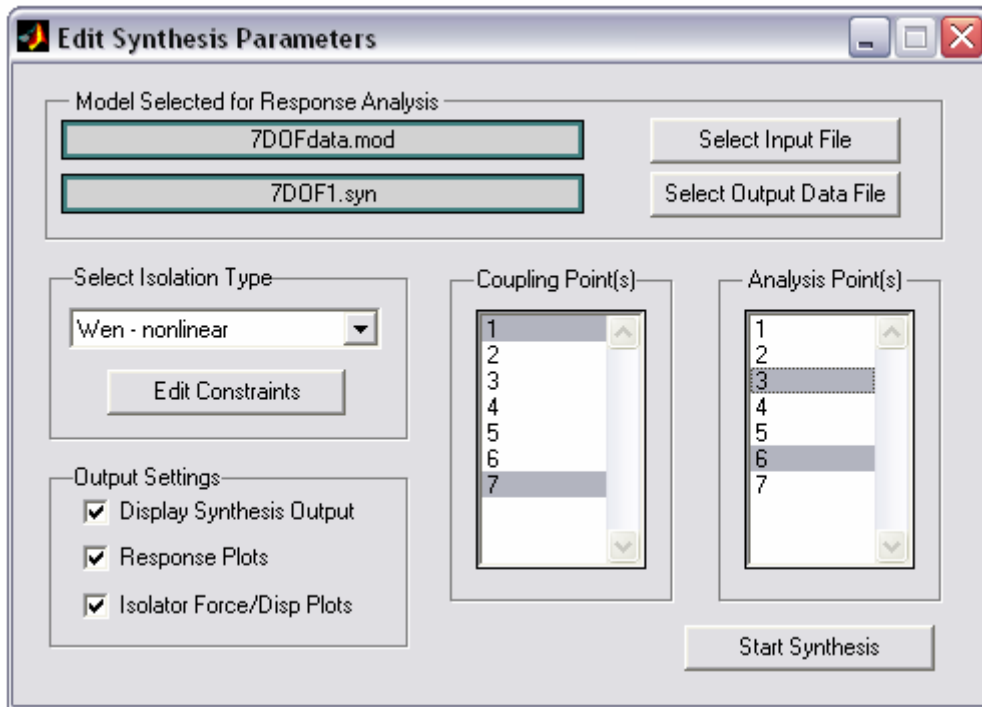 Edit Synthesis Parameters
Model Selected for Response Analysis
7DOFdata.mod
Select Input File
7DOF1.syn
Select Output Data File
Select Isolation Type
Wen - nonlinear
Edit Constraints
Output Settings
Display Synthesis Output
Response Plots
Isolator Force/Disp Plots
Coupling Point(s)
1
2
3
4
5
6
7
Analysis Point(s)
1
2
3
4
5
6
7
Start Synthesis